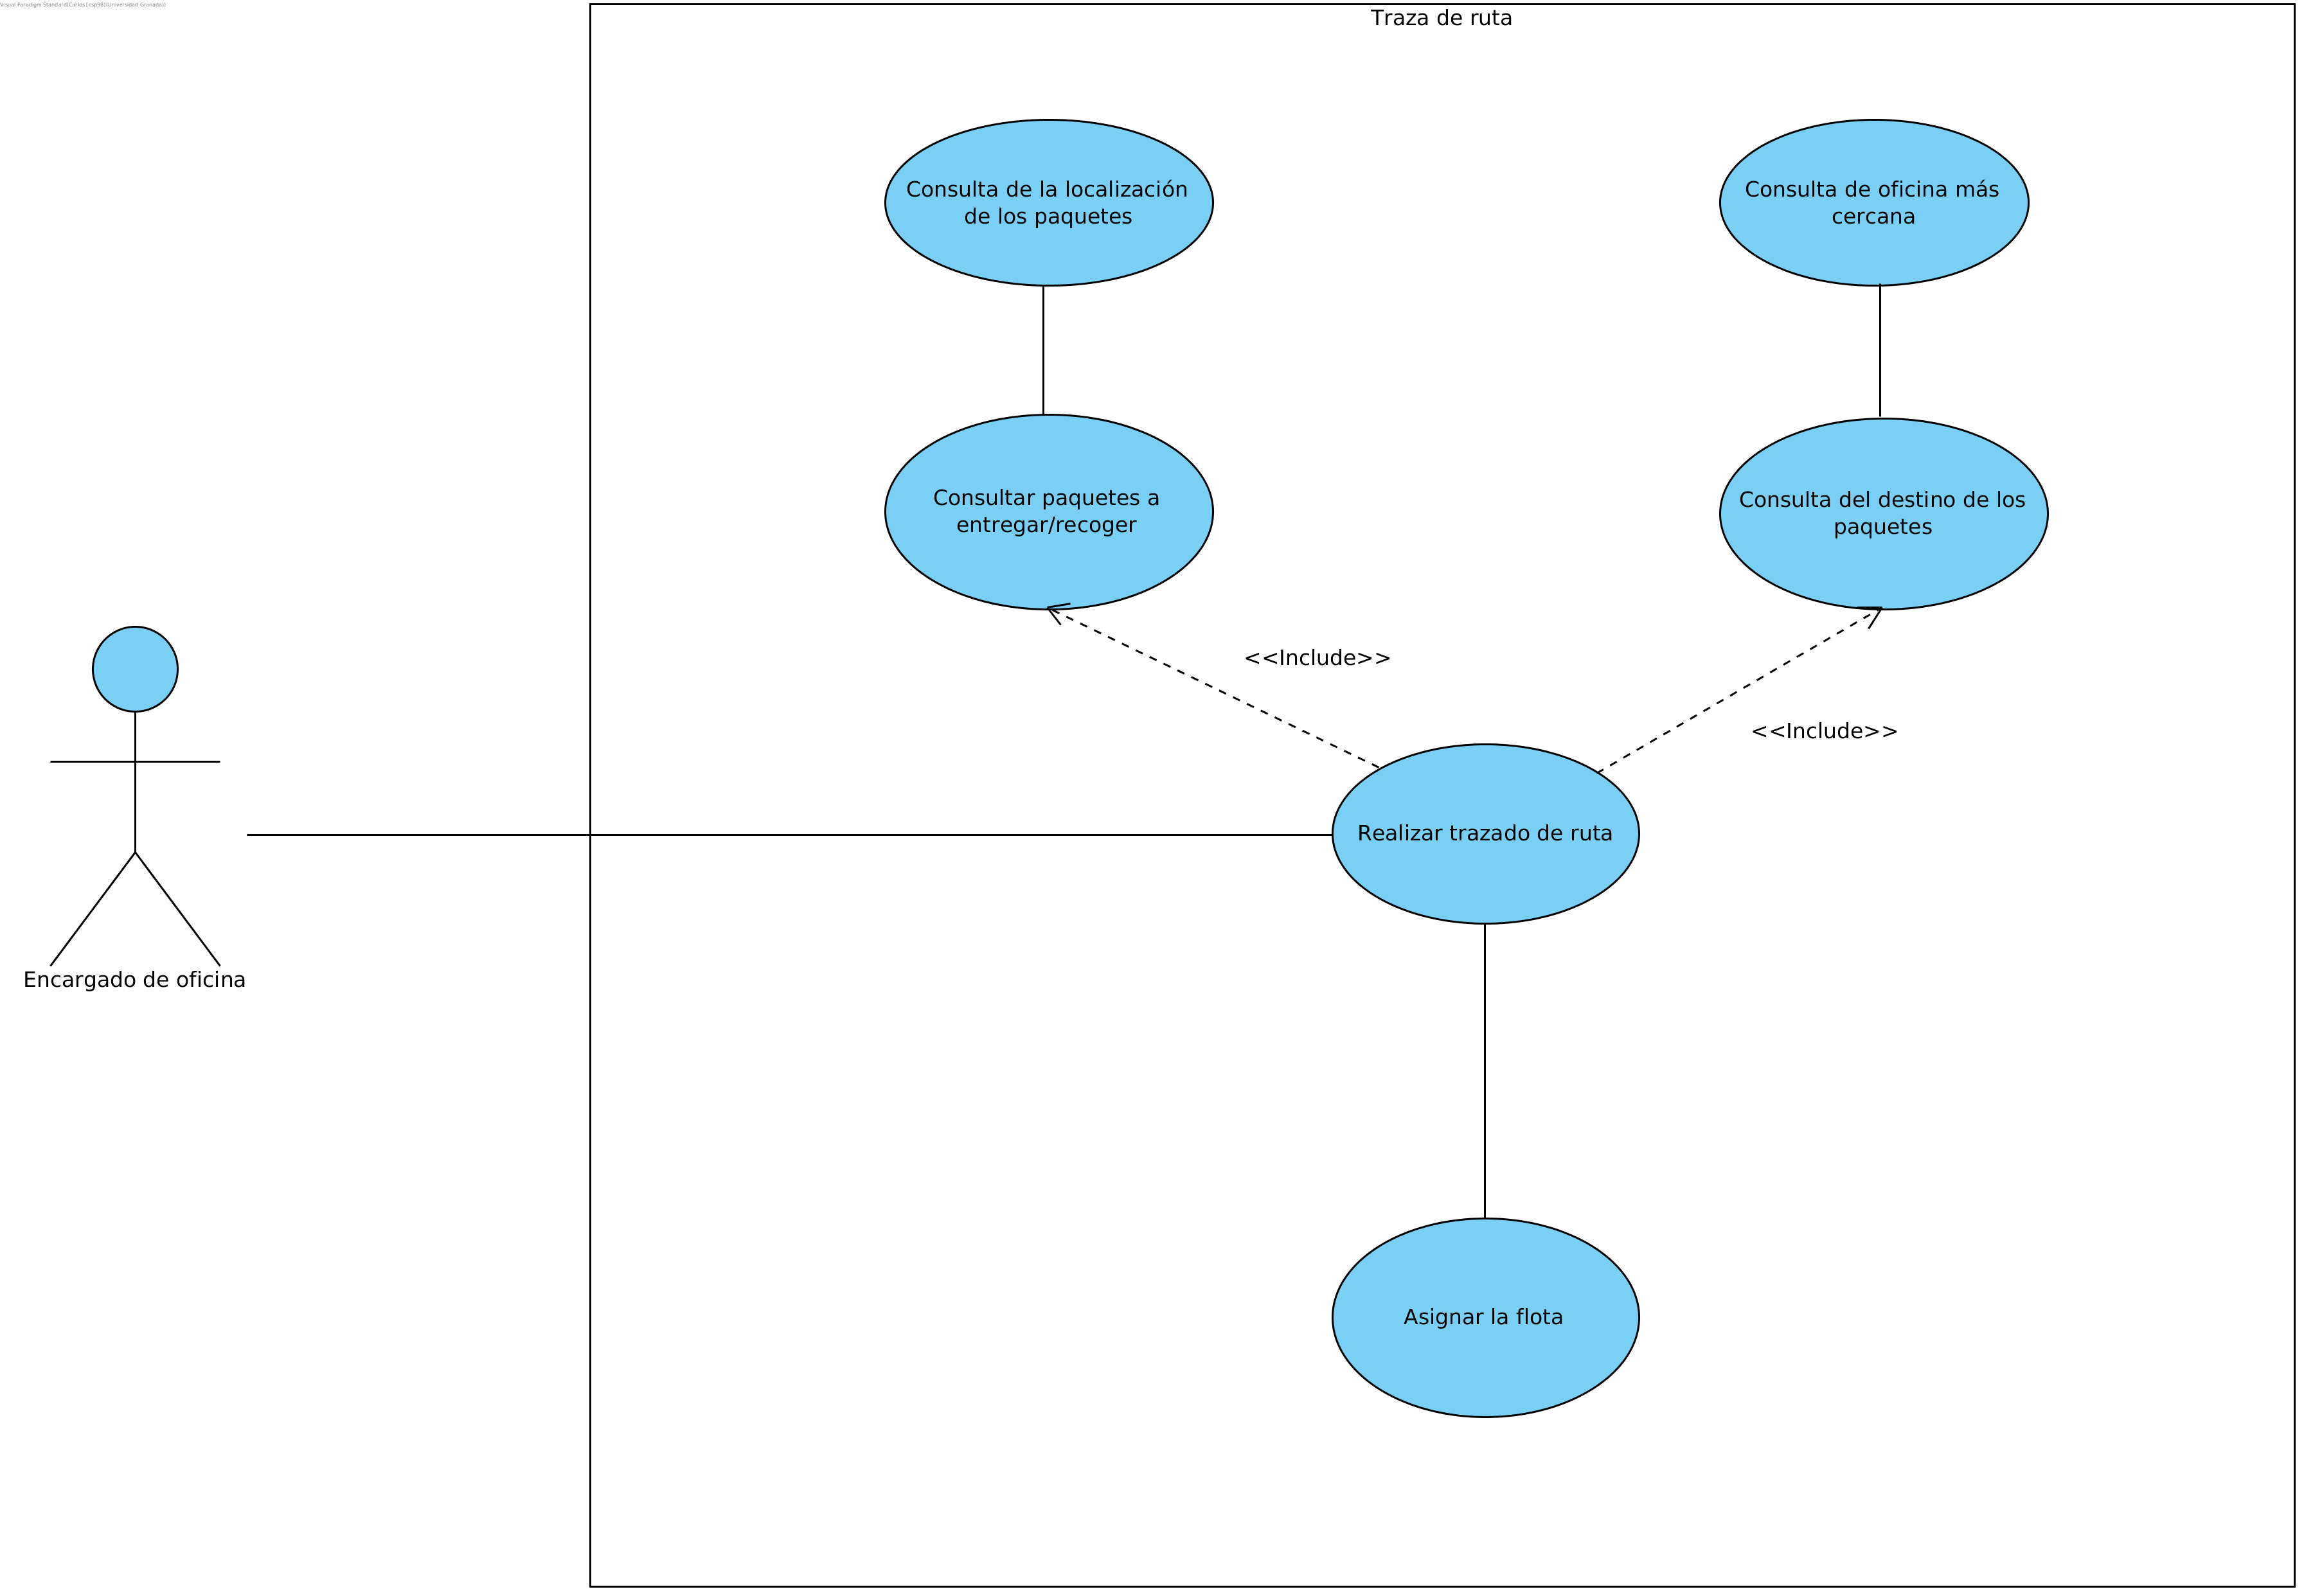 Visual Paradigm Standard(Carlos [csp98](Universidad Granada))
Traza de ruta
Consulta de la localización
de los paquetes
Consulta de oficina más
cercana
Consultar paquetes a
entregar/recoger
Consulta del destino de los
paquetes
<<Include>>
<<Include>>
Realizar trazado de ruta
Encargado de oficina
Asignar la flota